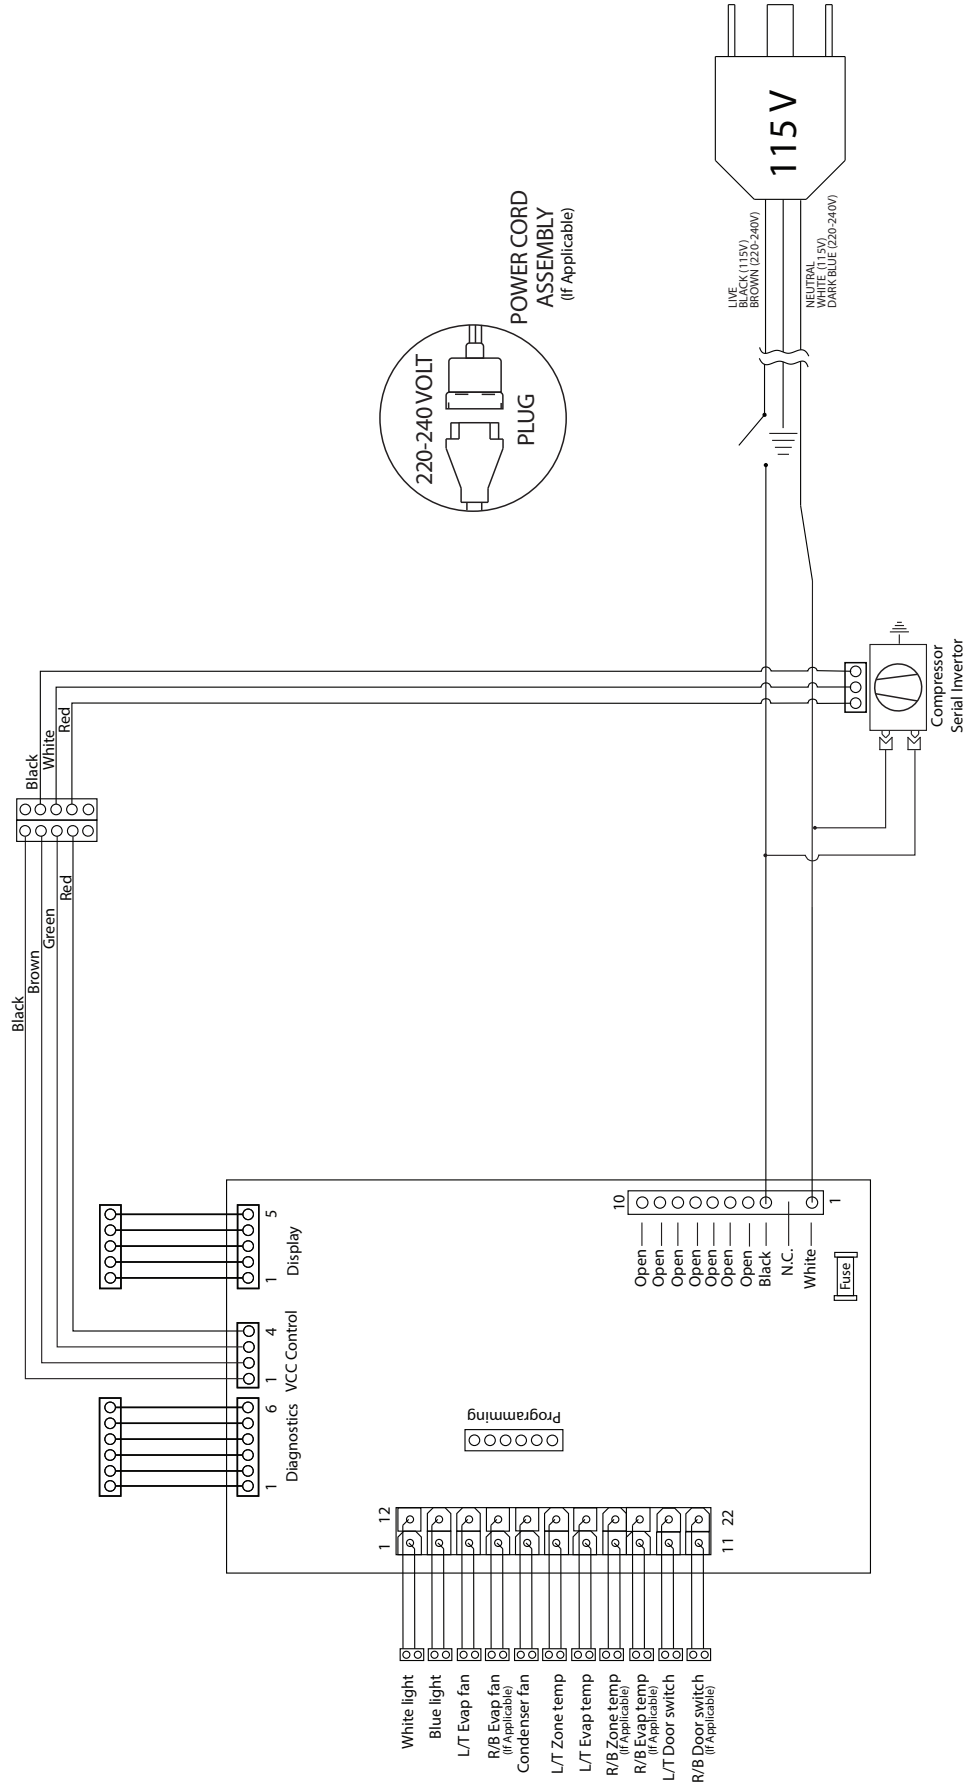 115 V
LIVE
BLACK (115V)
BROWN (220-240V)
NEUTRAL
WHITE (115V)
DARK BLUE (220-240V)
220-240 VOLT
PLUG
POWER CORD
ASSEMBLY
(If Applicable)
Black
White
Red
Black
Brown
Green
Red
Compressor
Serial Invertor
5
1
Display
4
1
VCC Control
6
1
Diagnostics
Programming
10
1
Open
Open
Open
Open
Open
Open
Open
Black
N.C.
White
Fuse
12
1
22
11
White light
Blue light
L/T Evap fan
R/B Evap fan
(If Applicable)
Condenser fan
L/T Zone temp
L/T Evap temp
R/B Zone temp
(If Applicable)
R/B Evap temp
(If Applicable)
L/T Door switch
R/B Door switch
(If Applicable)